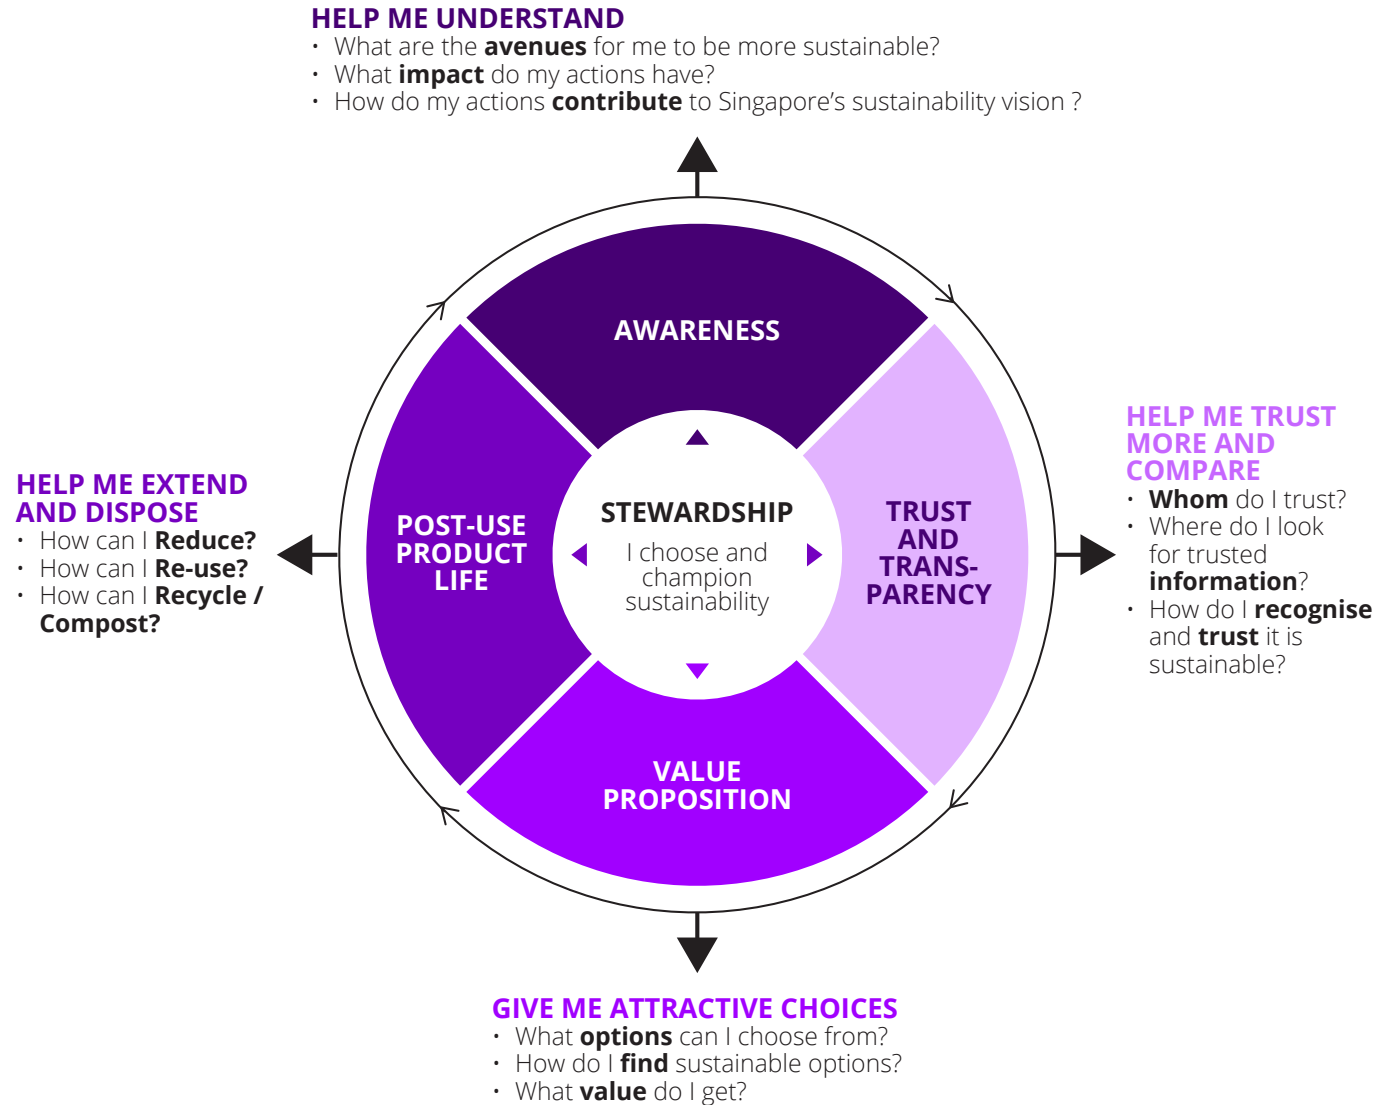 HELP ME UNDERSTAND
• What are the avenues for me to be more sustainable?
• What impact do my actions have?
• How do my actions contribute to Singapore’s sustainability vision ?
AWARENESS
HELP ME TRUST
MORE AND
COMPARE
• Whom do I trust?
• Where do I look
for trusted
information?
• How do I recognise
and trust it is
sustainable?
TRUST
AND
TRANS-
PARENCY
STEWARDSHIP
I choose and
champion
sustainability
POST-USE
PRODUCT
LIFE
HELP ME EXTEND
AND DISPOSE
• How can I Reduce?
• How can I Re-use?
• How can I Recycle /
Compost?
VALUE
PROPOSITION
GIVE ME ATTRACTIVE CHOICES
• What options can I choose from?
• How do I find sustainable options?
• What value do I get?